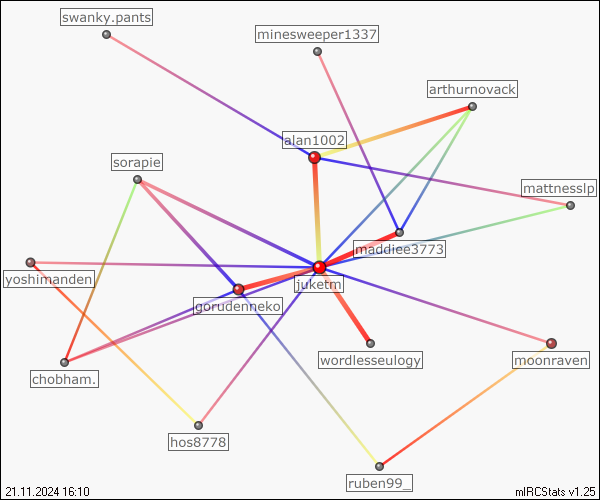 swanky.pants
minesweeper1337
arthurnovack
alan1002
sorapie
mattnesslp
maddiee3773
yoshimanden
juketm
gorudenneko
wordlesseulogy
moonraven
chobham.
hos8778
ruben99_
21.11.2024 16:10
mIRCStats v1.25